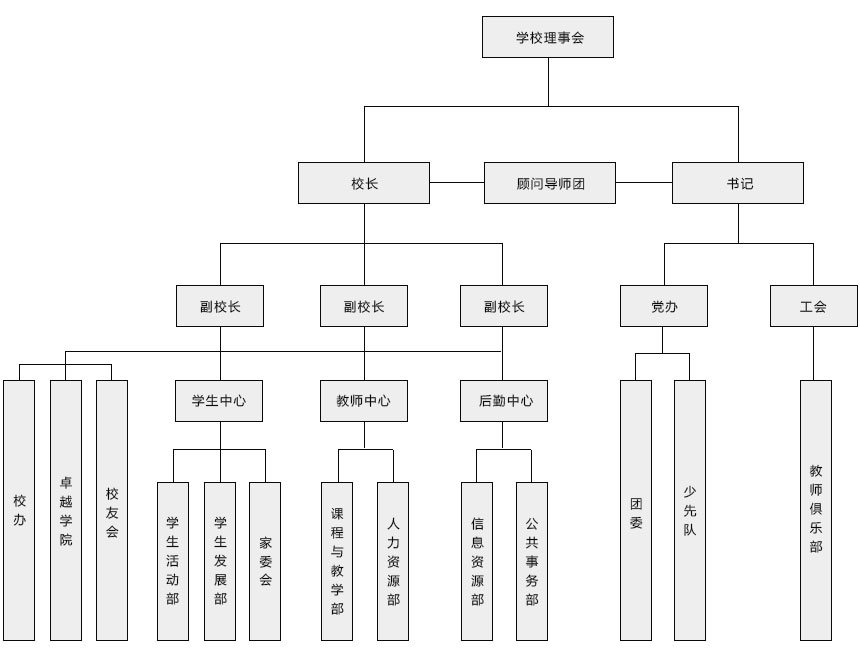 学校理事会
校长
顾问导师团
书记
副校长
副校长
副校长
党办
工会
学生中心
教师中心
后勤中心
校办
卓越学院
校友会
学生活动部
学生发展部
家委会
课程与教学部
人力资源部
信息资源部
公共事务部
团委
少先队
教师俱乐部